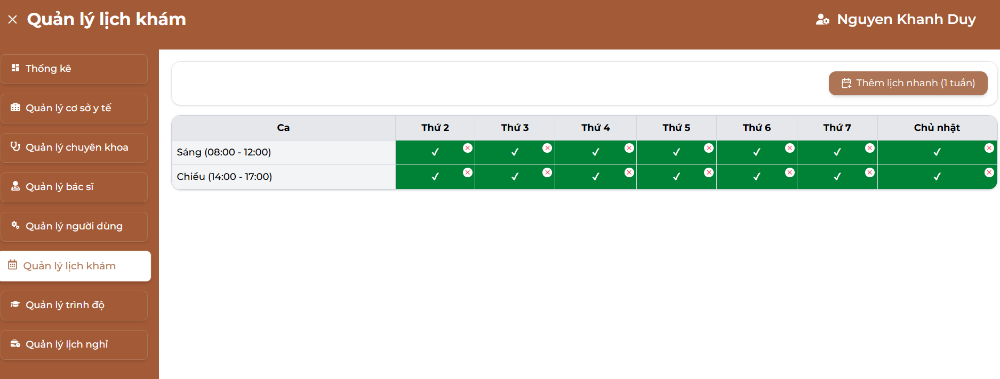 Quản lý lịch khám
Nguyen Khanh Duy
Thống kê
Quản lý cơ sở y tế
Quản lý chuyên khoa
Quản lý bác sĩ
Quản lý người dùng
Quản lý lịch khám
Quản lý trình độ
Quản lý lịch nghỉ
Thêm lịch nhanh (1 tuần)
Ca Thứ 2 Thứ 3 Thứ 4 Thứ 5 Thứ 6 Thứ 7 Chủ nhật
Sáng (08:00 - 12:00) ✓ ✓ ✓ ✓ ✓ ✓ ✓
Chiều (14:00 - 17:00) ✓ ✓ ✓ ✓ ✓ ✓ ✓